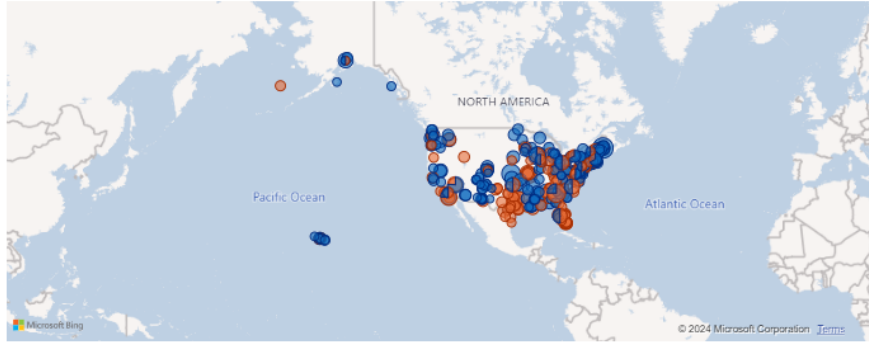 NORTH AMERICA
Pacific Ocean
Atlantic Ocean
Microsoft Bing
© 2024 Microsoft Corporation Terms